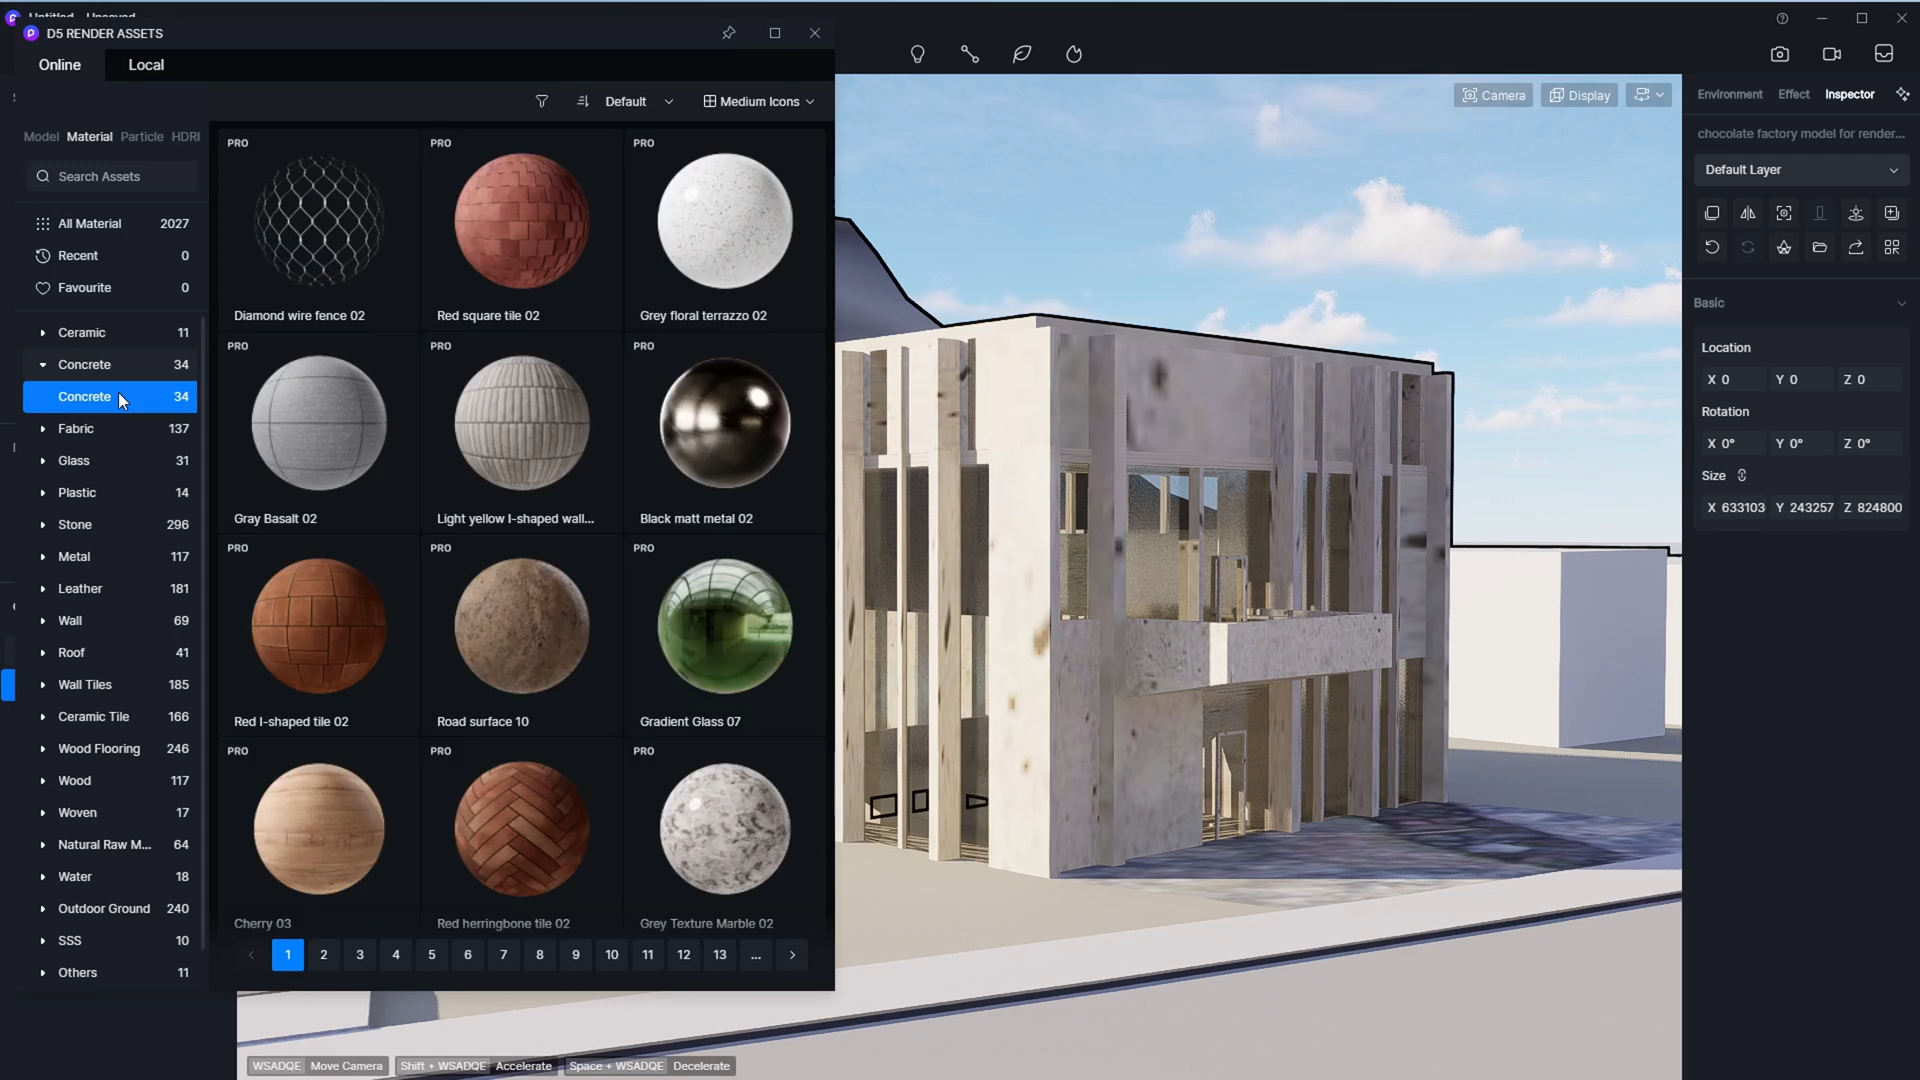 Untitled - Unsaved
D5 RENDER ASSETS
Online
Local
Default
Medium Icons
Model
Material
Particle
HDRI
Search Assets
All Material 2027
Recent 0
Favourite 0
Ceramic 11
Concrete 34
Concrete 34
Fabric 137
Glass 31
Plastic 14
Stone 296
Metal 117
Leather 181
Wall 69
Roof 41
Wall Tiles 185
Ceramic Tile 166
Wood Flooring 246
Wood 117
Woven 17
Natural Raw M... 64
Water 18
Outdoor Ground 240
SSS 10
Others 11
PRO
Diamond wire fence 02
PRO
Red square tile 02
PRO
Grey floral terrazzo 02
PRO
Gray Basalt 02
PRO
Light yellow I-shaped wall...
PRO
Black matt metal 02
PRO
Red I-shaped tile 02
PRO
Road surface 10
PRO
Gradient Glass 07
PRO
Cherry 03
PRO
Red herringbone tile 02
PRO
Grey Texture Marble 02
1 2 3 4 5 6 7 8 9 10 11 12 13 ...
Camera
Display
Environment
Effect
Inspector
chocolate factory model for render...
Default Layer
Basic
Location
X 0 Y 0 Z 0
Rotation
X 0° Y 0° Z 0°
Size
X 633103 Y 243257 Z 824800
WSADQE Move Camera Shift + WSADQE Accelerate Space + WSADQE Decelerate